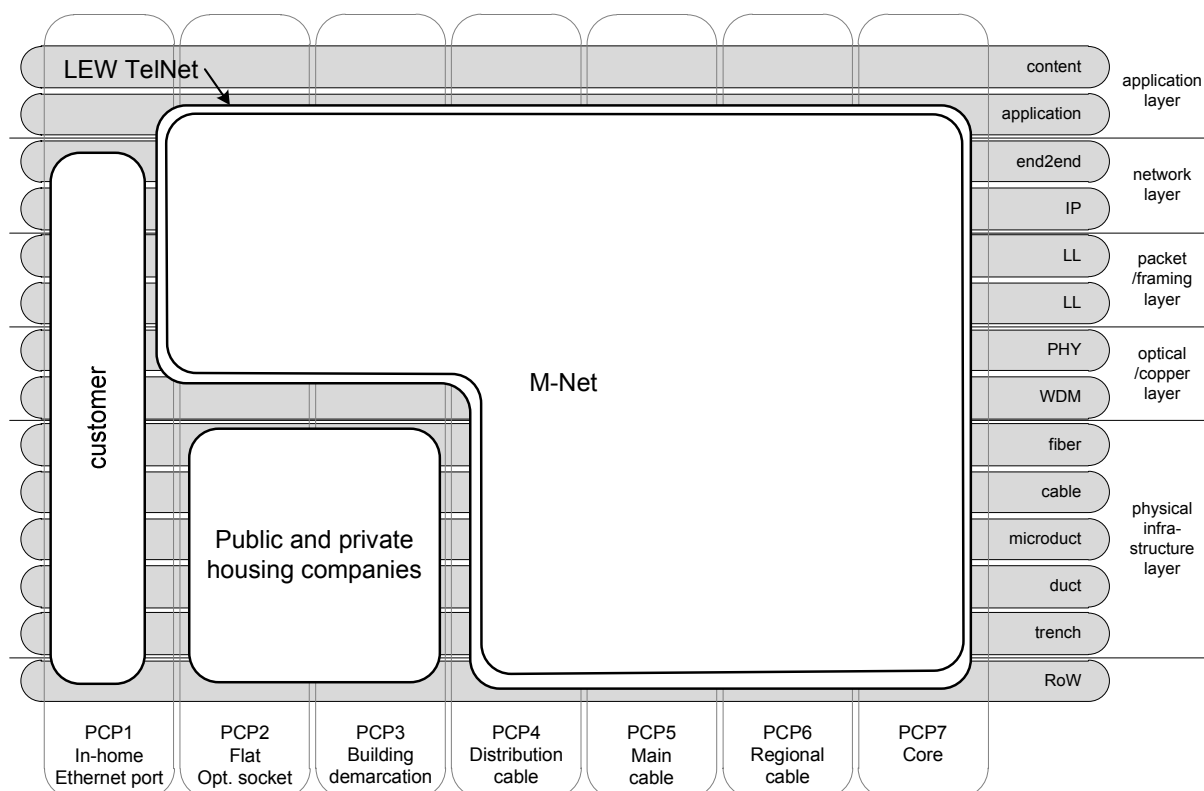 LEW TelNet
content
application
application
layer
end2end
IP
network
layer
LL
LL
packet
/framing
layer
PHY
WDM
optical
/copper
layer
fiber
cable
microduct
duct
trench
physical
infra-
structure
layer
RoW
customer
M-Net
Public and private
housing companies
PCP1
In-home
Ethernet port
PCP2
Flat
Opt. socket
PCP3
Building
demarcation
PCP4
Distribution
cable
PCP5
Main
cable
PCP6
Regional
cable
PCP7
Core